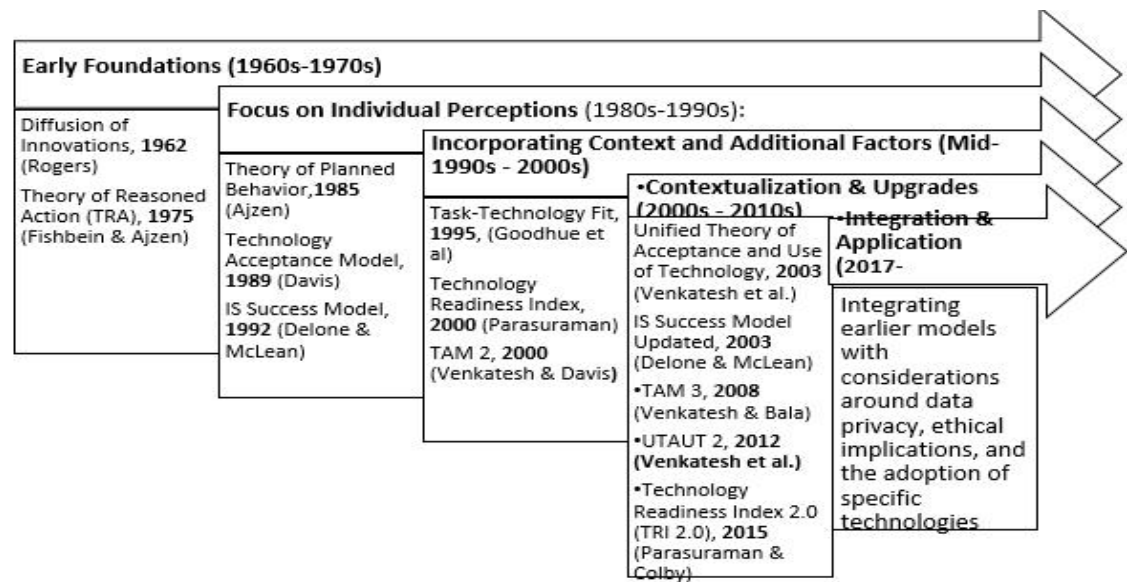 Early Foundations (1960s-1970s)
Diffusion of
Innovations, 1962
(Rogers)
Theory of Reasoned
Action (TRA), 1975
(Fishbein & Ajzen)
Focus on Individual Perceptions (1980s-1990s):
Theory of Planned
Behavior,1985
(Ajzen)
Technology
Acceptance Model,
1989 (Davis)
IS Success Model,
1992 (Delone &
McLean)
Incorporating Context and Additional Factors (Mid-
1990s - 2000s)
Task-Technology Fit,
1995, (Goodhue et
al)
Technology
Readiness Index,
2000 (Parasuraman)
TAM 2, 2000
(Venkatesh & Davis)
•Contextualization & Upgrades
(2000s - 2010s)
Unified Theory of
Acceptance and Use
of Technology, 2003
(Venkatesh et al.)
IS Success Model
Updated, 2003
(Delone & McLean)
•TAM 3, 2008
(Venkatesh & Bala)
•UTAUT 2, 2012
(Venkatesh et al.)
•Technology
Readiness Index 2.0
(TRI 2.0), 2015
(Parasuraman &
Colby)
•Integration &
Application
(2017-
Integrating
earlier models
with
considerations
around data
privacy, ethical
implications, and
the adoption of
specific
technologies